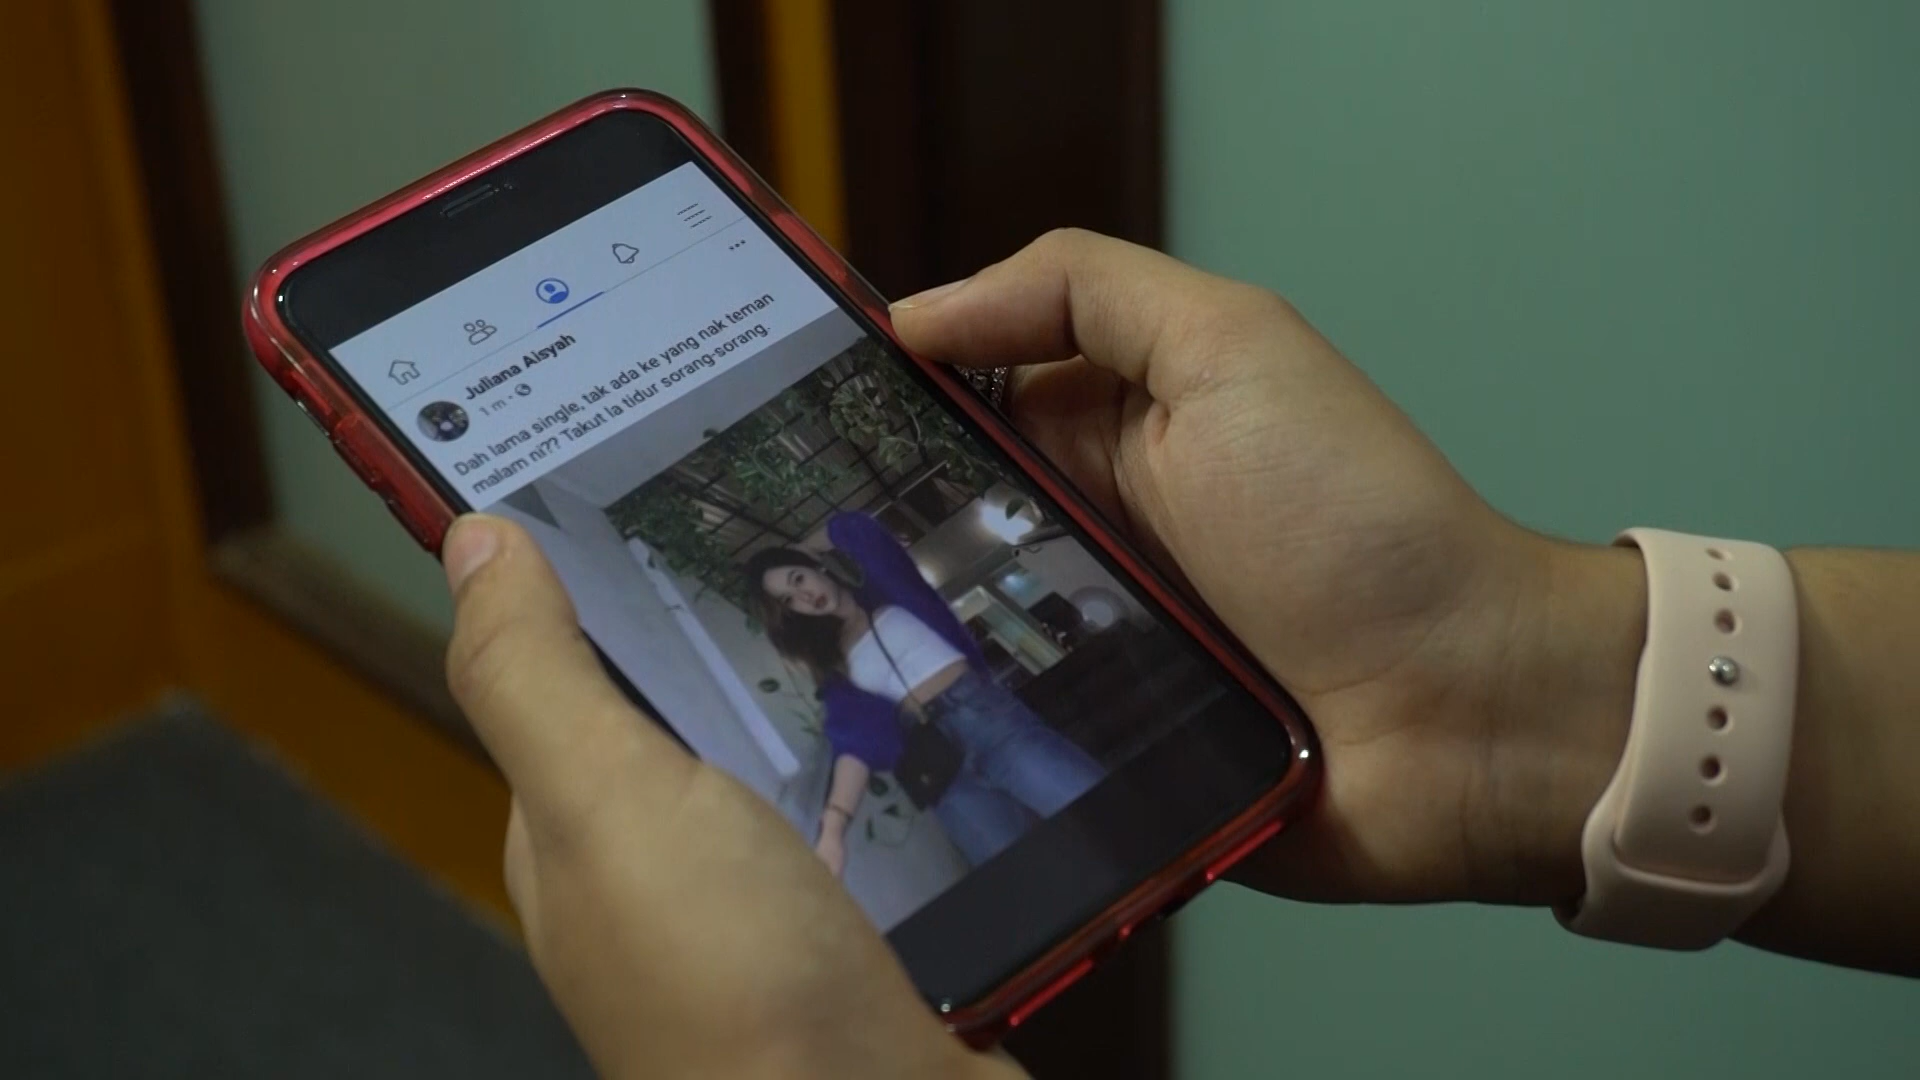 Juliana Aisyah
1 m ·
Dah lama single, tak ada ke yang nak teman
malam ni?? Takut la tidur sorang-sorang.